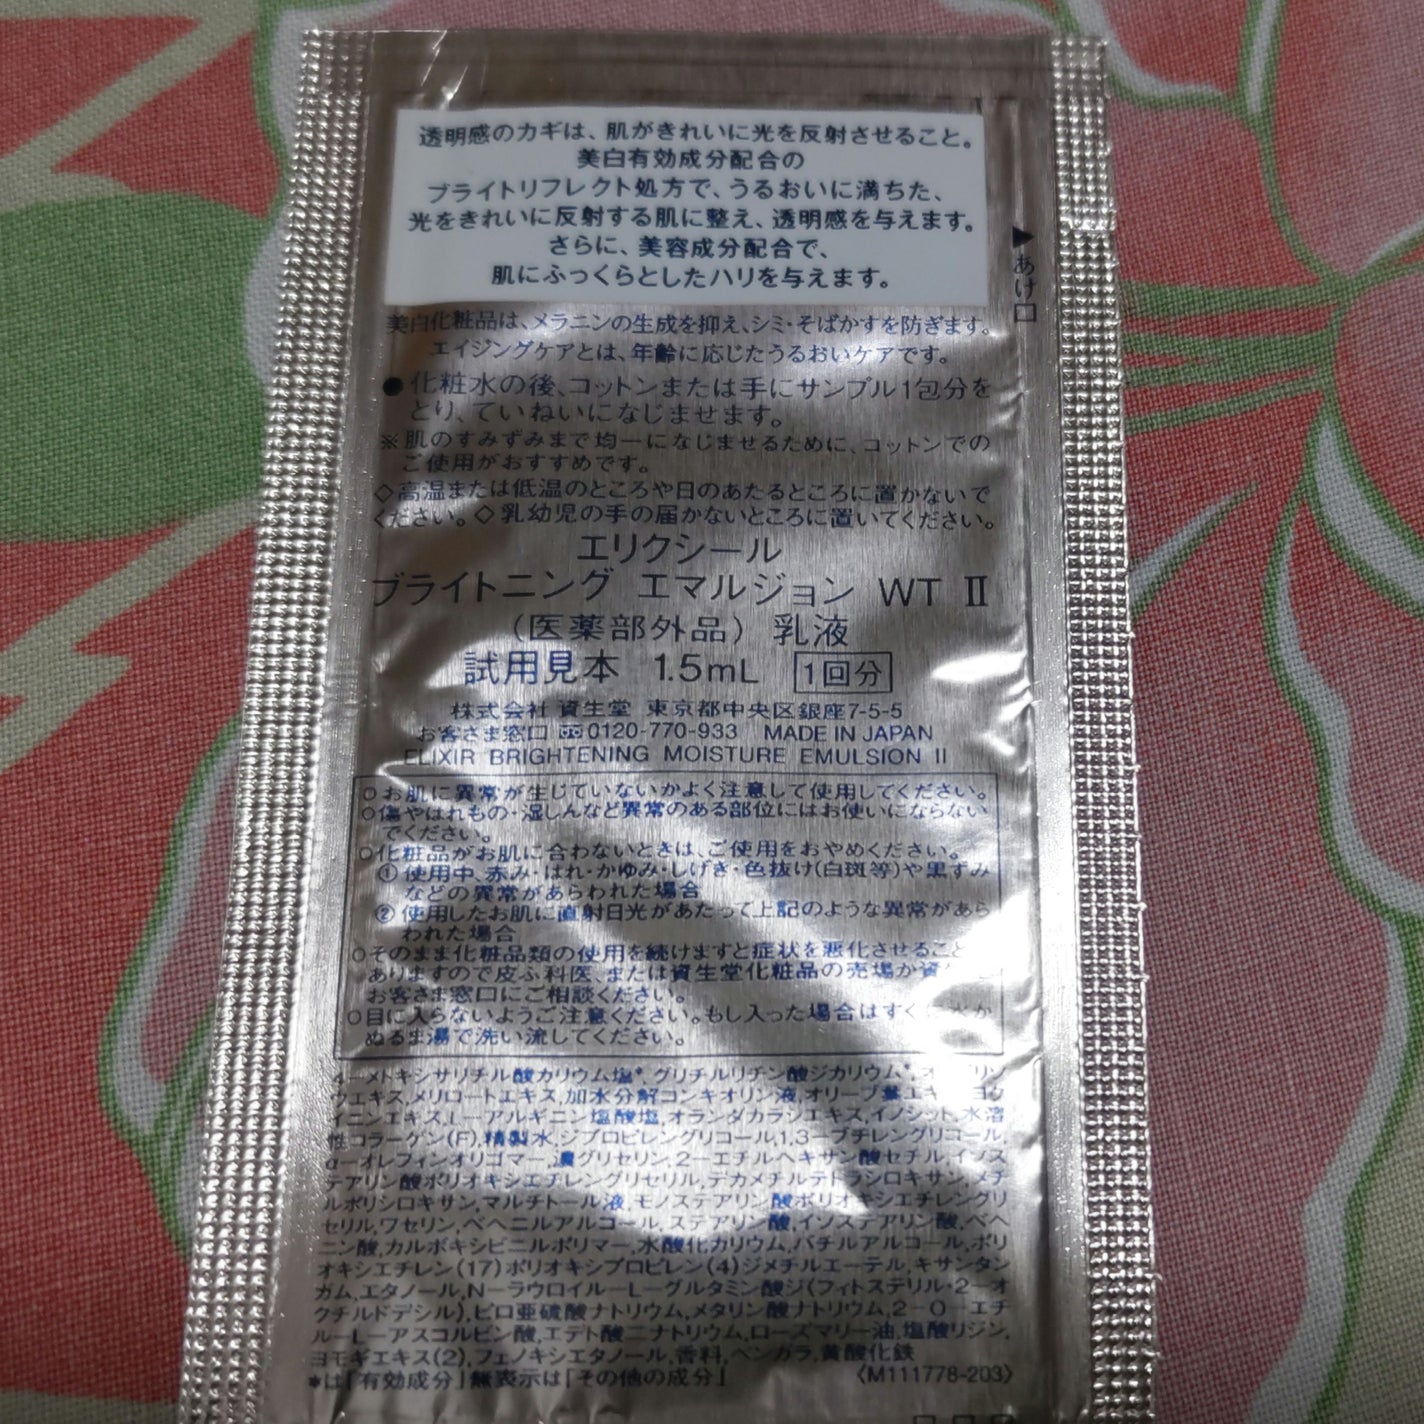 透明感のカギは、肌がきれいに光を反射させること。
美白有効成分配合の
ブライトリフレクト処方で、うるおいに満ちた、
光をきれいに反射する肌に整え、透明感を与えます。
さらに、美容成分配合で、
肌にふっくらとしたハリを与えます。
▶あけ口
美白化粧品は、メラニンの生成を抑え、シミ・そばかすを防ぎます。
エイジングケアとは、年齢に応じたうるおいケアです。
●化粧水の後、コットンまたは手にサンプル1包分を
とり、ていねいになじませます。
※肌のすみずみまで均一になじませるために、コットンでの
ご使用がおすすめです。
◇高温または低温のところや日のあたるところに置かないで
ください。◇乳幼児の手の届かないところに置いてください。
エリクシール
ブライトニング エマルジョン WT II
(医薬部外品) 乳液
試用見本 1.5mL 1回分
株式会社 資生堂 東京都中央区銀座7-5-5
お客さま窓口 0120-770-933 MADE IN JAPAN
ELIXIR BRIGHTENING MOISTURE EMULSION II
○お肌に異常が生じていないかよく注意して使用してください。
○傷やはれもの・湿しんなど異常のある部位にはお使いにならない
でください。
○化粧品がお肌に合わないときは、ご使用をおやめください。
①使用中、赤み・はれ・かゆみ・しげき・色抜け(白斑等)や黒ずみ
などの異常があらわれた場合
②使用したお肌に直射日光があたって上記のような異常があら
われた場合
○そのまま化粧品類の使用を続けますと症状を悪化させること
ありますので皮ふ科医、または資生堂化粧品の売場か資
お客さま窓口にご相談ください。
○目に入らないようご注意ください。もし入った場合はすぐ 水か
ぬるま湯で洗い流してください。
4-メトキシサリチル酸カリウム塩*,グリチルリチン酸ジカリウム*,
ウエキス,メリロートエキス,加水分解コンキオリン液,オリーブ葉エキ ヨク
イニンエキス,L-アルギニン塩酸塩,オランダカラシエキス,イノシット,水溶
性コラーゲン(F),精製水,ジプロピレングリコール,1,3-ブチレングリコール,
α-オレフィンオリゴマー,濃グリセリン,2-エチルヘキサン酸セチル,イソス
テアリン酸ポリオキシエチレングリセリル,デカメチルテトラシロキサン,メチ
ルポリシロキサン,マルチトール液,モノステアリン酸ポリオキシエチレングリ
セリル,ワセリン,ベヘニルアルコール,ステアリン酸,イソステアリン酸,ベヘ
ニン酸,カルボキシビニルポリマー,水酸化カリウム,バチルアルコール,ポリ
オキシエチレン(17)ポリオキシプロピレン(4)ジメチルエーテル,キサンタン
ガム,エタノール,N-ラウロイル-L-グルタミン酸ジ(フィトステリル・2-オ
クチルドデシル),ピロ亜硫酸ナトリウム,メタリン酸ナトリウム,2-O-エチ
ル-L-アスコルビン酸,エデト酸二ナトリウム,ローズマリー油,塩酸リジン,
ヨモギエキス(2),フェノキシエタノール,香料,ベンガラ,黄酸化鉄
*は「有効成分」無表示は「その他の成分」 〈M111778-203〉